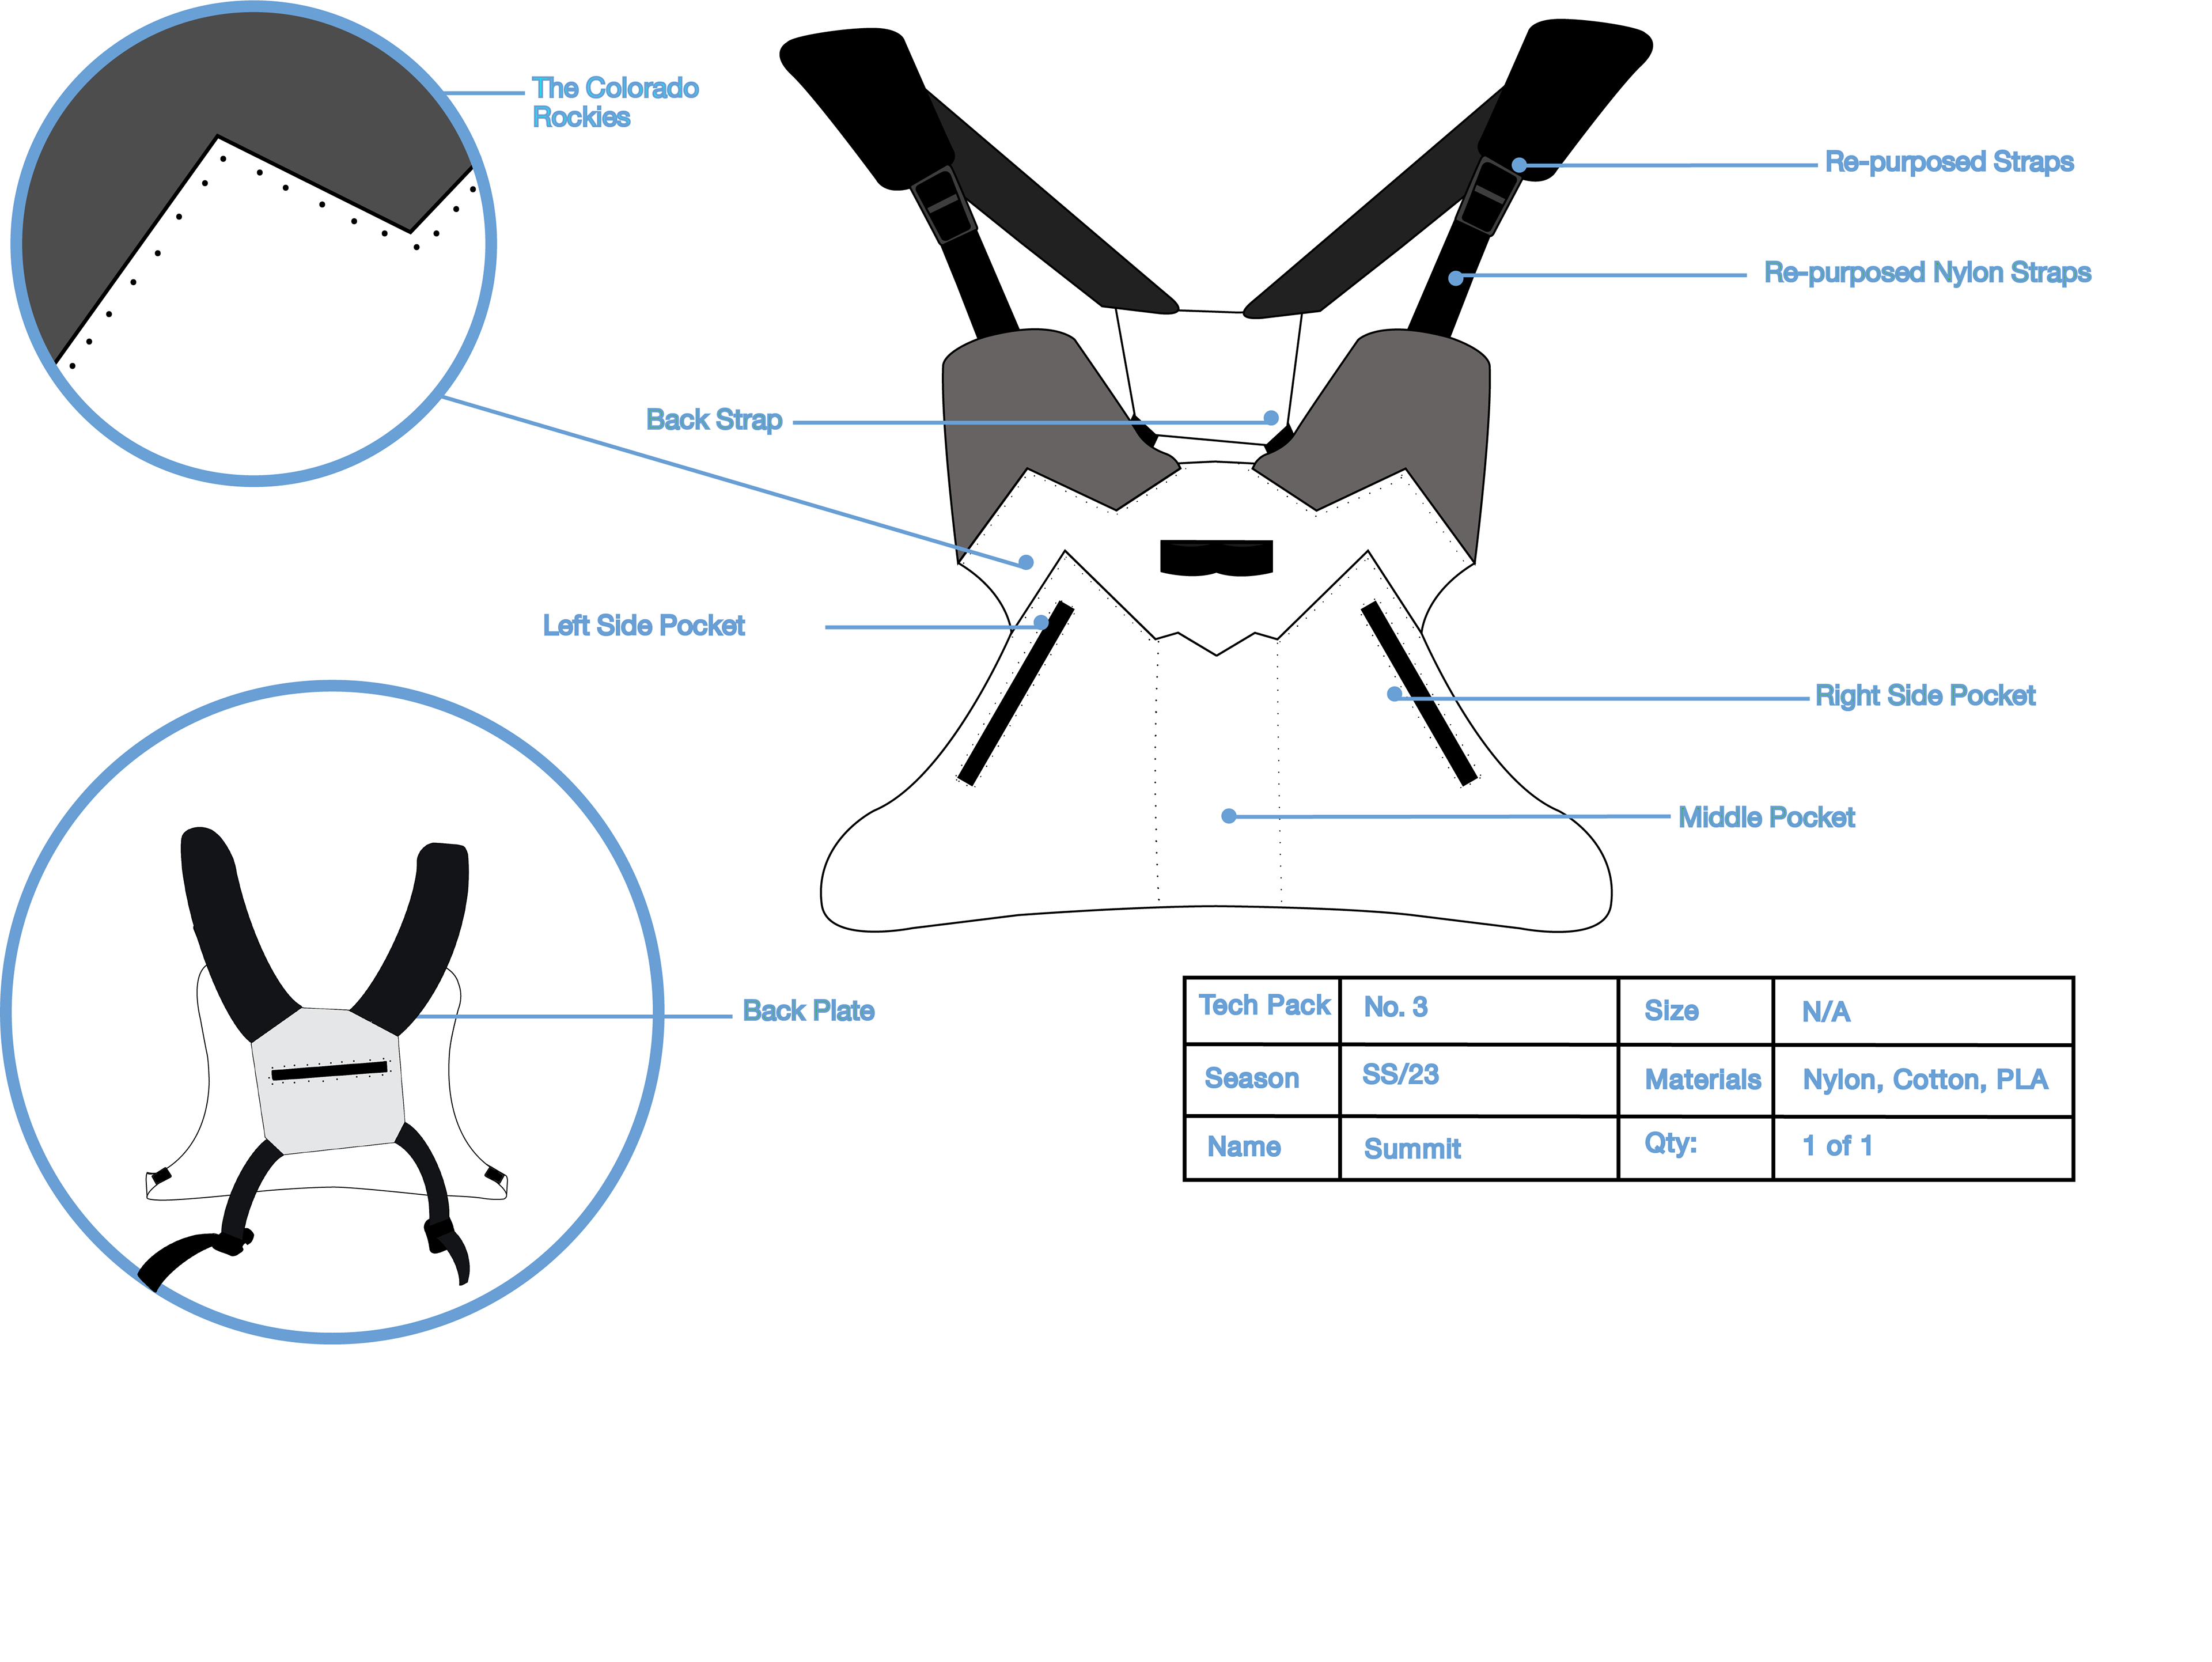 The Colorado
Rockies
Re-purposed Straps
Re-purposed Nylon Straps
Back Strap
Left Side Pocket
Right Side Pocket
Middle Pocket
Back Plate
Tech Pack No. 3 Size N/A
Season SS/23 Materials Nylon, Cotton, PLA
Name Summit Qty: 1 of 1